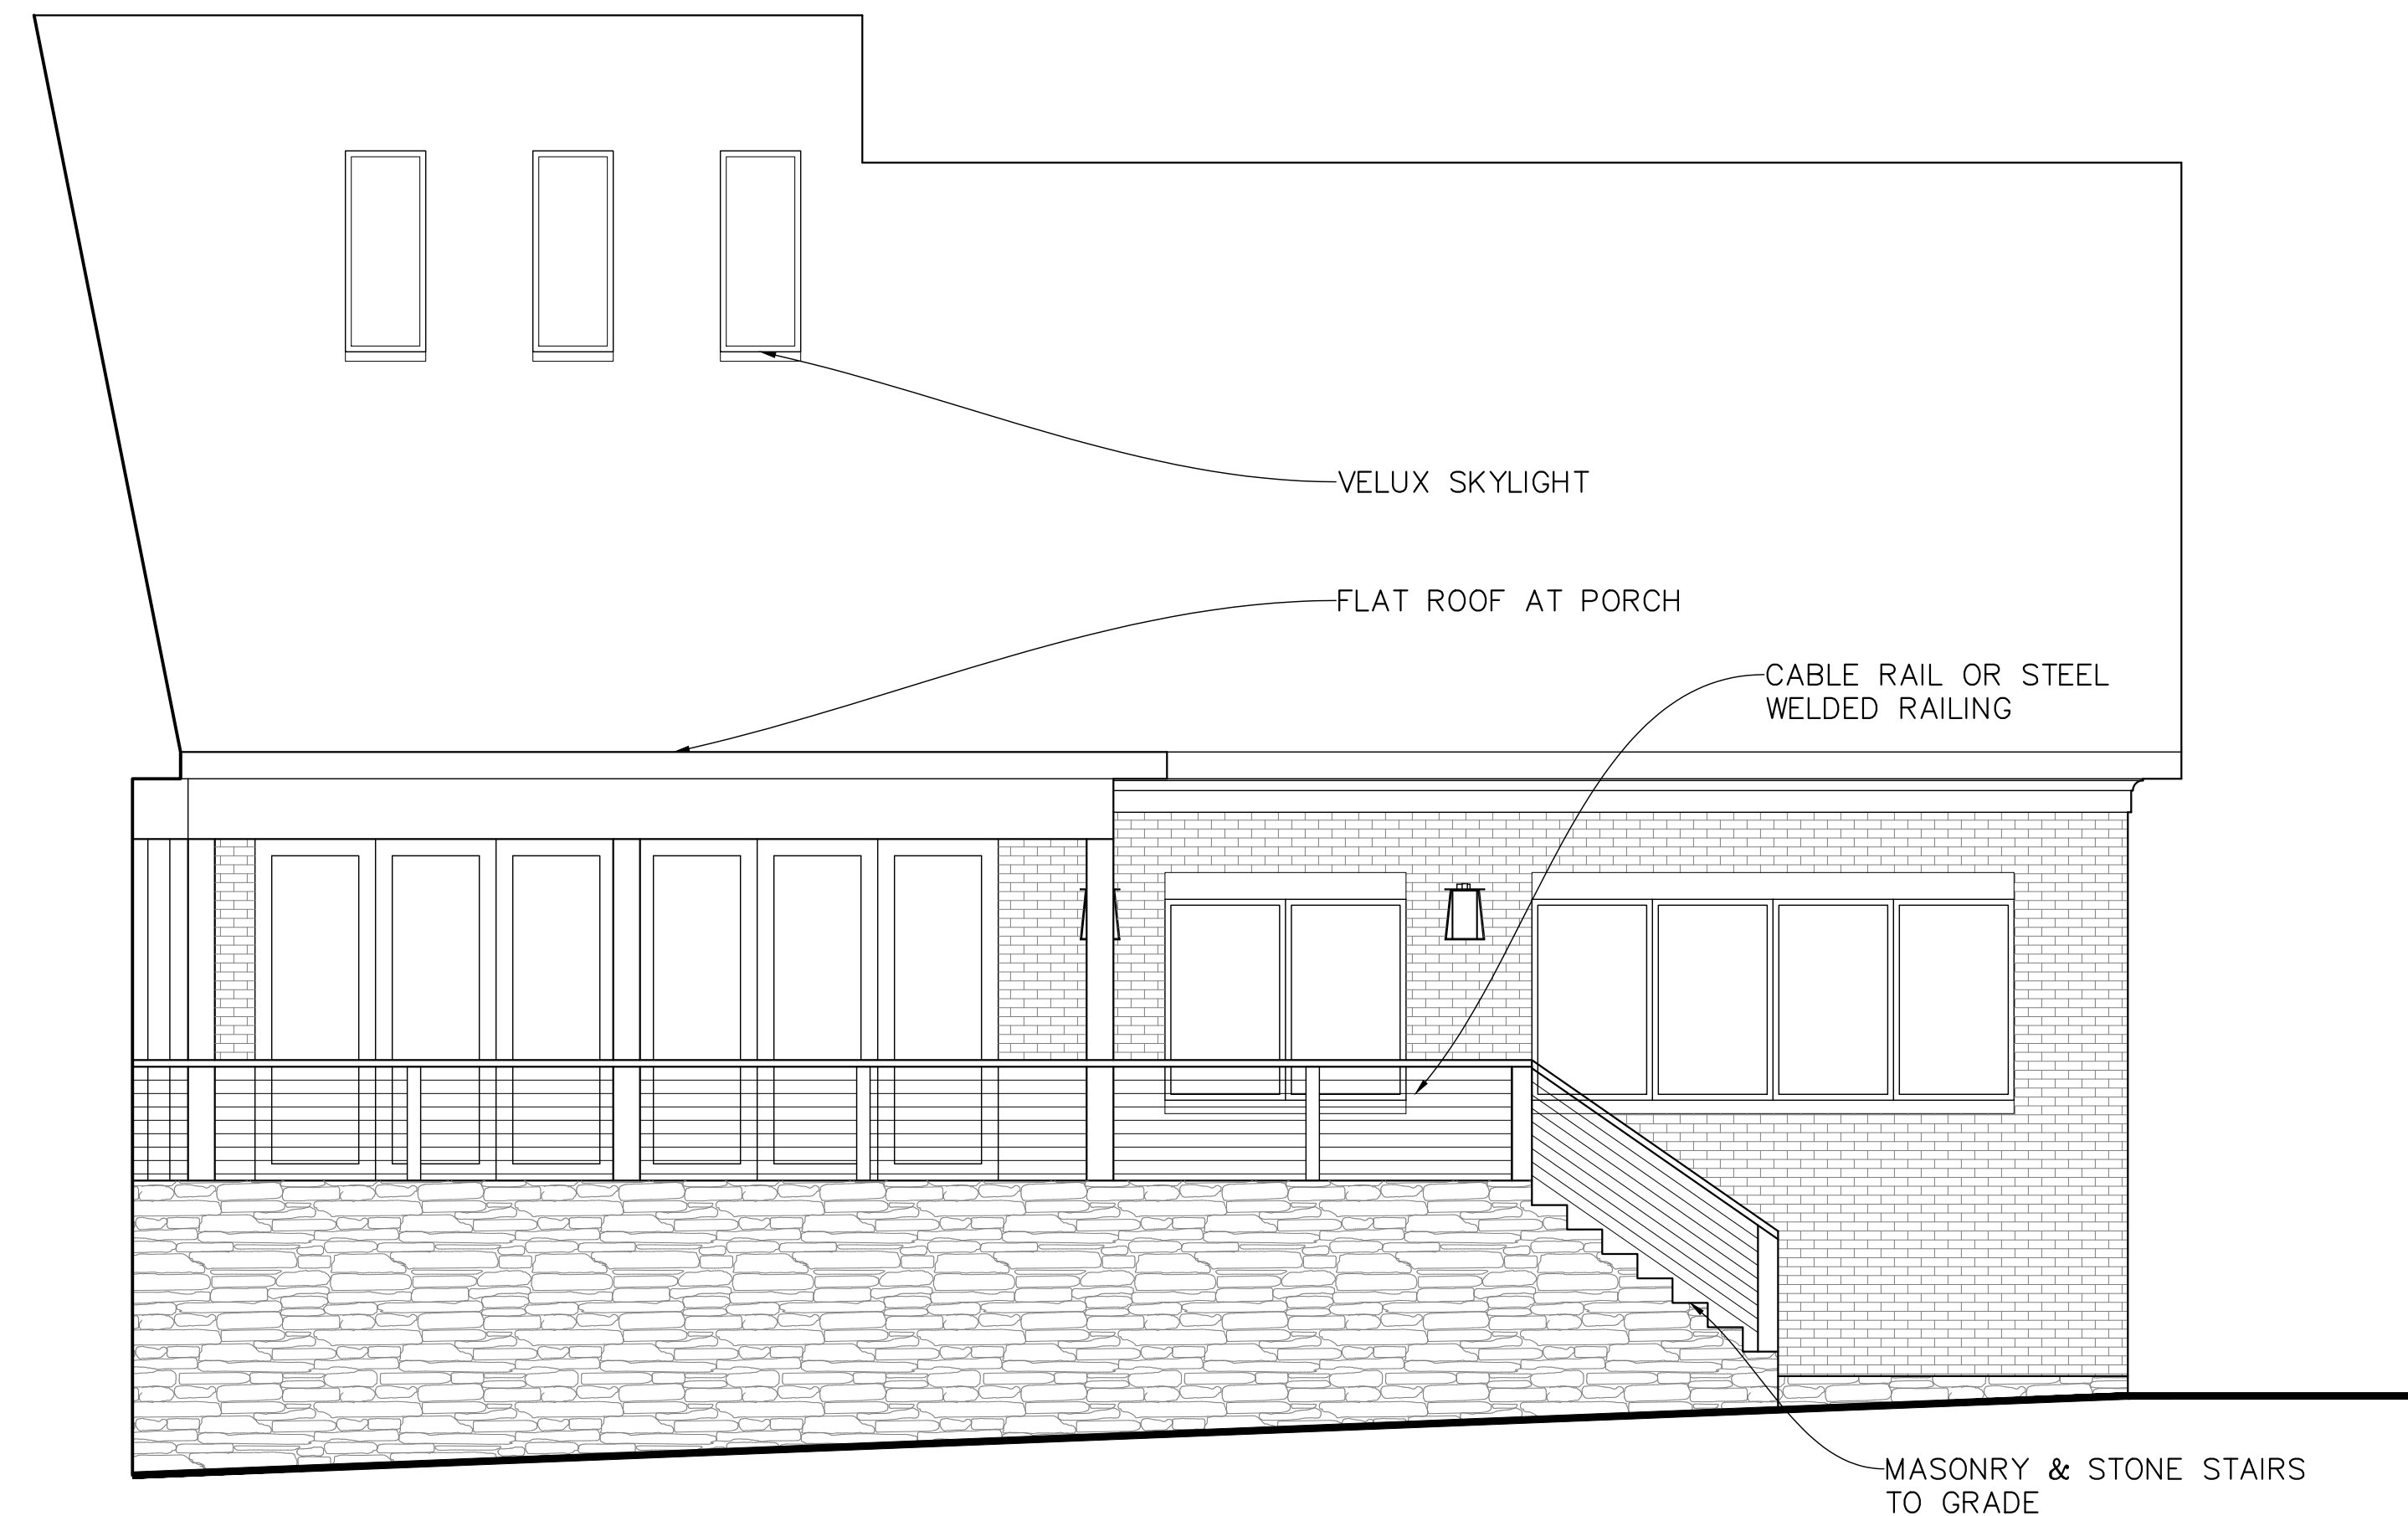 VELUX SKYLIGHT
FLAT ROOF AT PORCH
CABLE RAIL OR STEEL
WELDED RAILING
MASONRY & STONE STAIRS
TO GRADE